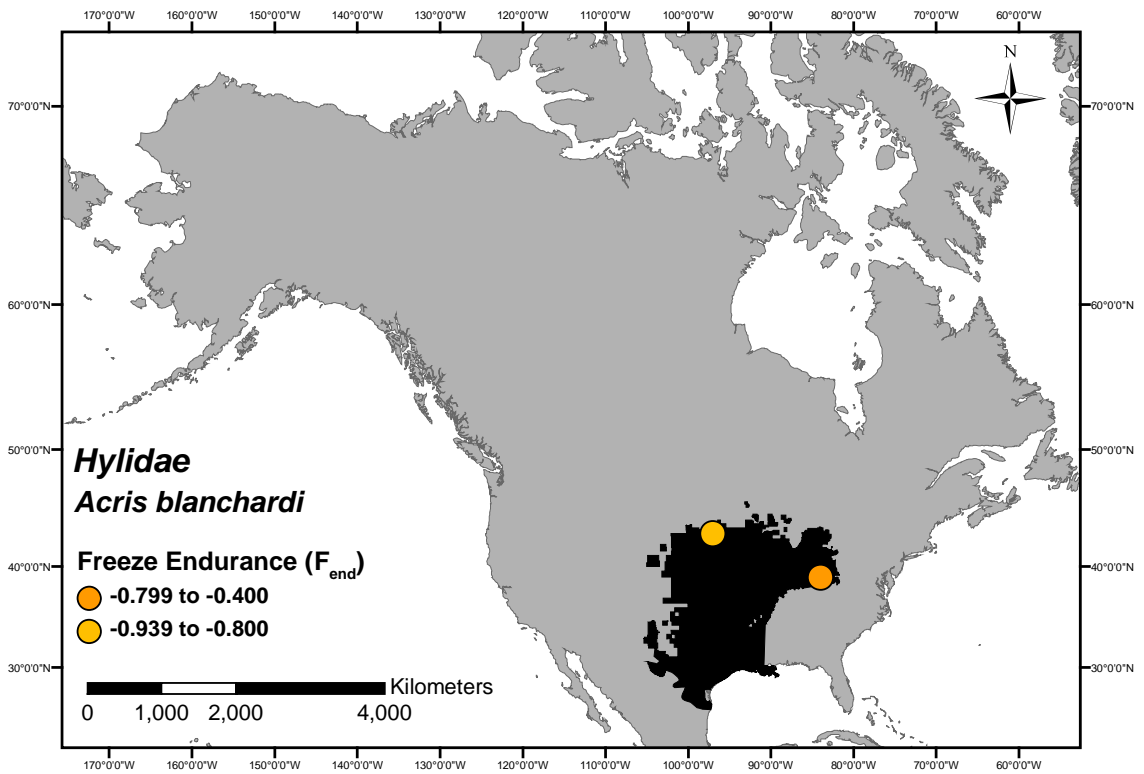 170°0'0"W 160°0'0"W 150°0'0"W 140°0'0"W 130°0'0"W 120°0'0"W 110°0'0"W 100°0'0"W 90°0'0"W 80°0'0"W 70°0'0"W 60°0'0"W
N
70°0'0"N 70°0'0"N
60°0'0"N 60°0'0"N
50°0'0"N 50°0'0"N
Hylidae
Acris blanchardi
Freeze Endurance (Fend)
40°0'0"N 40°0'0"N
-0.799 to -0.400
-0.939 to -0.800
30°0'0"N 30°0'0"N
Kilometers
0 1,000 2,000 4,000
170°0'0"W 160°0'0"W 150°0'0"W 140°0'0"W 130°0'0"W 120°0'0"W 110°0'0"W 100°0'0"W 90°0'0"W 80°0'0"W 70°0'0"W 60°0'0"W